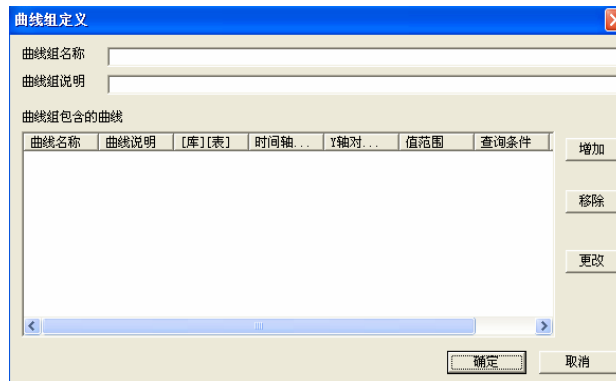 曲线组定义
曲线组名称
曲线组说明
曲线组包含的曲线
曲线名称 曲线说明 [库][表] 时间轴... Y轴对... 值范围 查询条件
增加
移除
更改
确定 取消